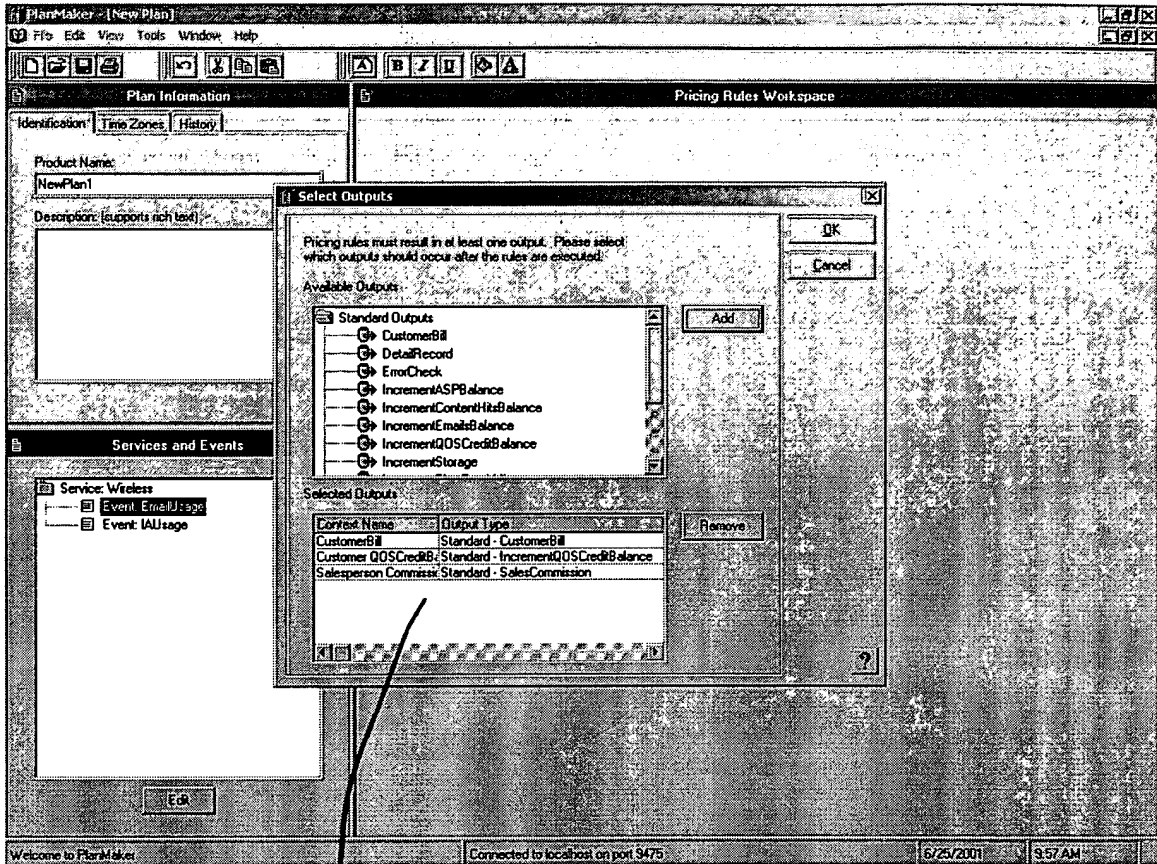 PlanMaker - [New Plan]
File Edit View Tools Window Help
B I U A
Plan Information
Pricing Rules Workspace
Identification Time Zones History
Product Name:
NewPlan1
Description: (supports rich text)
Select Outputs
Pricing rules must result in at least one output. Please select
which outputs should occur after the rules are executed.
OK
Cancel
Available Outputs
Standard Outputs
CustomerBill
DetailRecord
ErrorCheck
IncrementASPBalance
IncrementContentHitsBalance
IncrementEmailsBalance
IncrementQOSCreditBalance
IncrementStorage
Add
Services and Events
Service: Wireless
Event: EmailUsage
Event: IAUsage
Selected Outputs
Context Name Output Type
CustomerBill Standard - CustomerBill
Customer QOSCreditBa Standard - IncrementQOSCreditBalance
Salesperson Commissic Standard - SalesCommission
Remove
?
Edit
Welcome to PlanMaker
Connected to localhost on port 9475
6/25/2001 9:57 AM